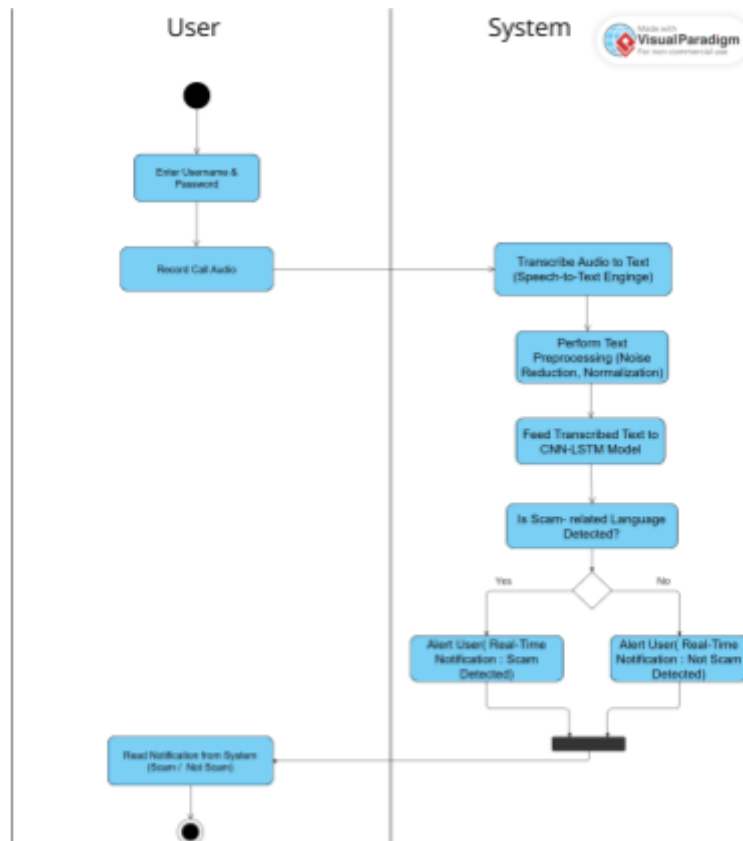 User
System
Made with
VisualParadigm
For non-commercial use
Enter Username &
Password
Record Call Audio
Transcribe Audio to Text
(Speech-to-Text Enginge)
Perform Text
Preprocessing (Noise
Reduction, Normalization)
Feed Transcribed Text to
CNN-LSTM Model
Is Scam- related Language
Detected?
Yes
No
Alert User( Real-Time
Notification : Scam
Detected)
Alert User( Real-Time
Notification : Not Scam
Detected)
Read Notification from System
(Scam / Not Scam)